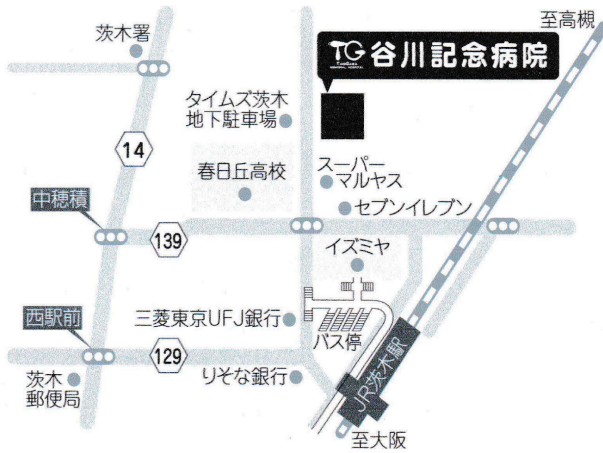 至高槻
茨木署
TG 谷川記念病院
タイムズ茨木
地下駐車場
14
春日丘高校
スーパー
マルヤス
中穂積
セブンイレブン
139
イズミヤ
三菱東京UFJ銀行
西駅前
バス停
129
りそな銀行
JR茨木駅
茨木
郵便局
至大阪